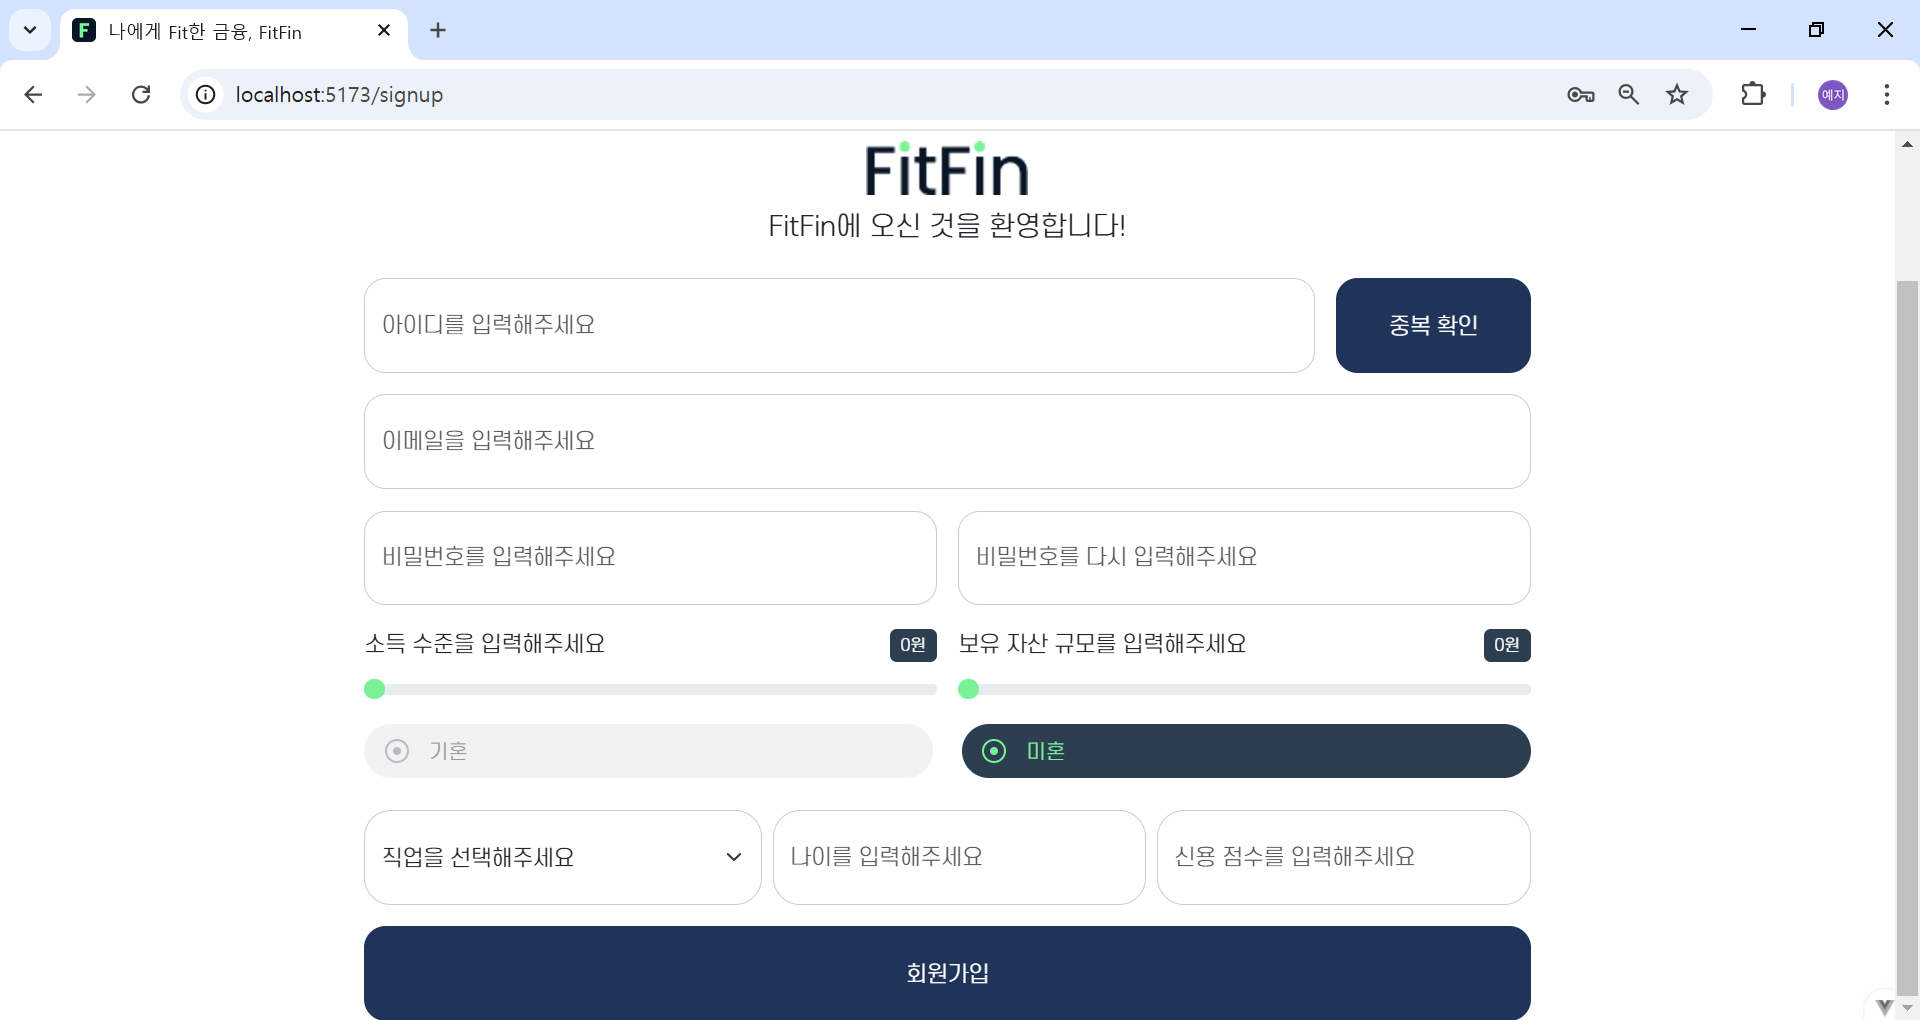 F 나에게 Fit한 금융, FitFin
localhost:5173/signup
예지
FitFin
FitFin에 오신 것을 환영합니다!
아이디를 입력해주세요
중복 확인
이메일을 입력해주세요
비밀번호를 입력해주세요
비밀번호를 다시 입력해주세요
소득 수준을 입력해주세요
0원
보유 자산 규모를 입력해주세요
0원
기혼
미혼
직업을 선택해주세요
나이를 입력해주세요
신용 점수를 입력해주세요
회원가입